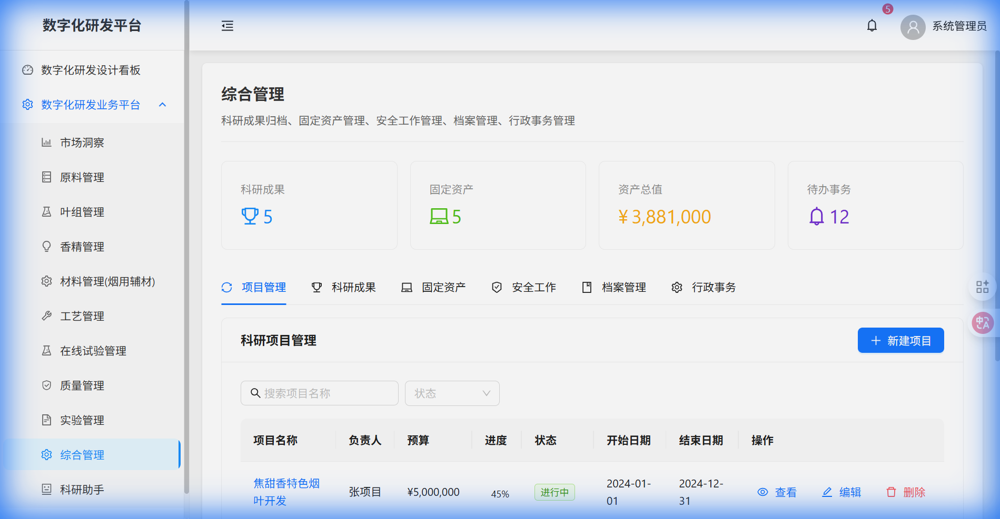 数字化研发平台
5
系统管理员
数字化研发设计看板
数字化研发业务平台
市场洞察
原料管理
叶组管理
香精管理
材料管理(烟用辅材)
工艺管理
在线试验管理
质量管理
实验管理
综合管理
科研助手
综合管理
科研成果归档、固定资产管理、安全工作管理、档案管理、行政事务管理
科研成果
5
固定资产
5
资产总值
¥ 3,881,000
待办事务
12
项目管理 科研成果 固定资产 安全工作 档案管理 行政事务
科研项目管理
新建项目
搜索项目名称
状态
项目名称 负责人 预算 进度 状态 开始日期 结束日期 操作
焦甜香特色烟
叶开发
张项目
¥5,000,000
45%
进行中
2024-01-
01
2024-12-
31
查看
编辑
删除
中A